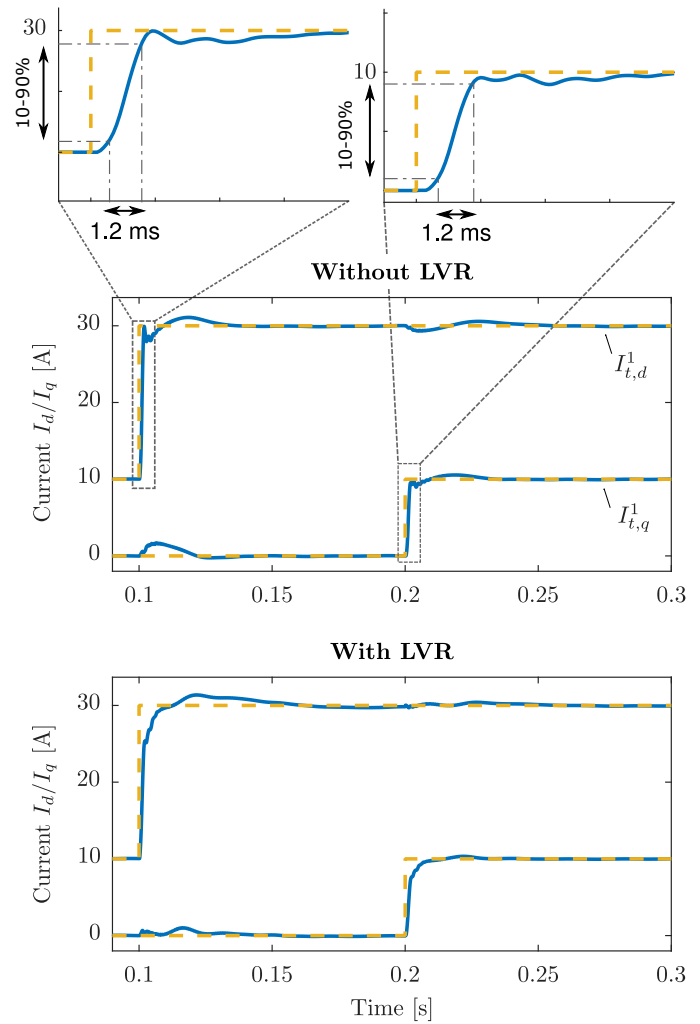 30
10-90%
1.2 ms
10
10-90%
1.2 ms
Without LVR
Current I_d/I_q [A]
30
20
10
0
I^1_{t,d}
I^1_{t,q}
0.1 0.15 0.2 0.25 0.3
With LVR
Current I_d/I_q [A]
30
20
10
0
0.1 0.15 0.2 0.25 0.3
Time [s]